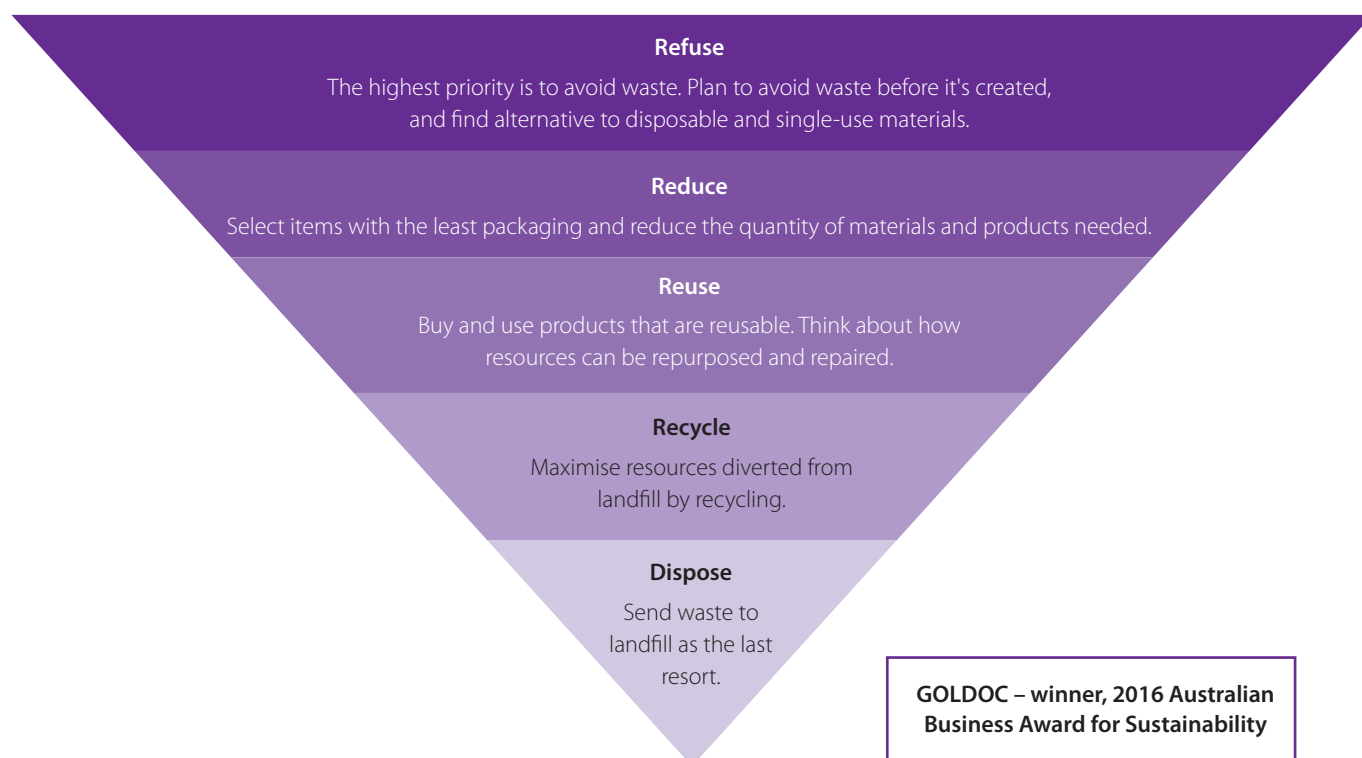 Refuse
The highest priority is to avoid waste. Plan to avoid waste before it's created,
and find alternative to disposable and single-use materials.
Reduce
Select items with the least packaging and reduce the quantity of materials and products needed.
Reuse
Buy and use products that are reusable. Think about how
resources can be repurposed and repaired.
Recycle
Maximise resources diverted from
landfill by recycling.
Dispose
Send waste to
landfill as the last
resort.
GOLDOC – winner, 2016 Australian
Business Award for Sustainability